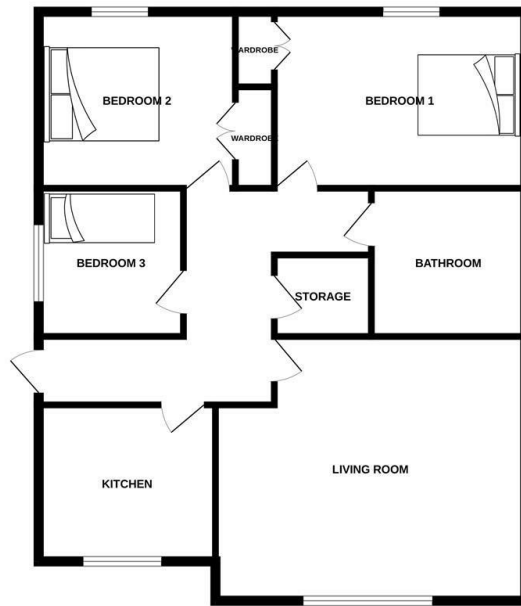 WARDROBE
BEDROOM 2
BEDROOM 1
WARDROBE
BEDROOM 3
BATHROOM
STORAGE
LIVING ROOM
KITCHEN